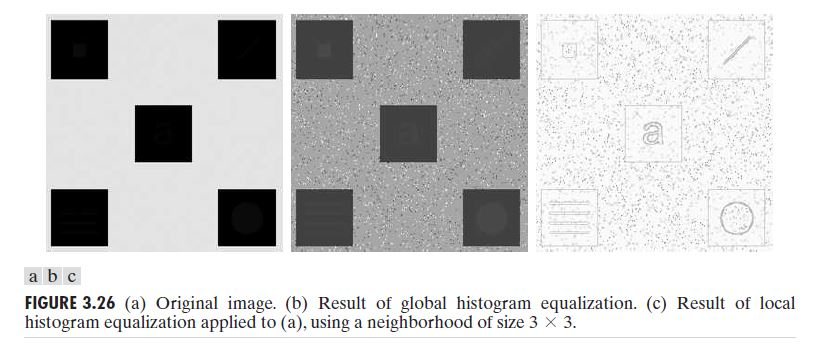 a
a
a
a b c
FIGURE 3.26 (a) Original image. (b) Result of global histogram equalization. (c) Result of local
histogram equalization applied to (a), using a neighborhood of size 3 × 3.